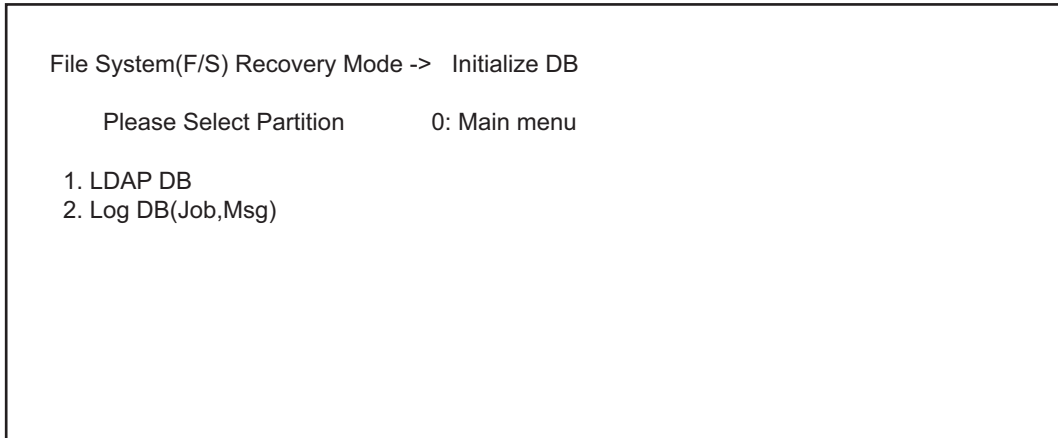 File System(F/S) Recovery Mode -> Initialize DB
Please Select Partition 0: Main menu
1. LDAP DB
2. Log DB(Job,Msg)